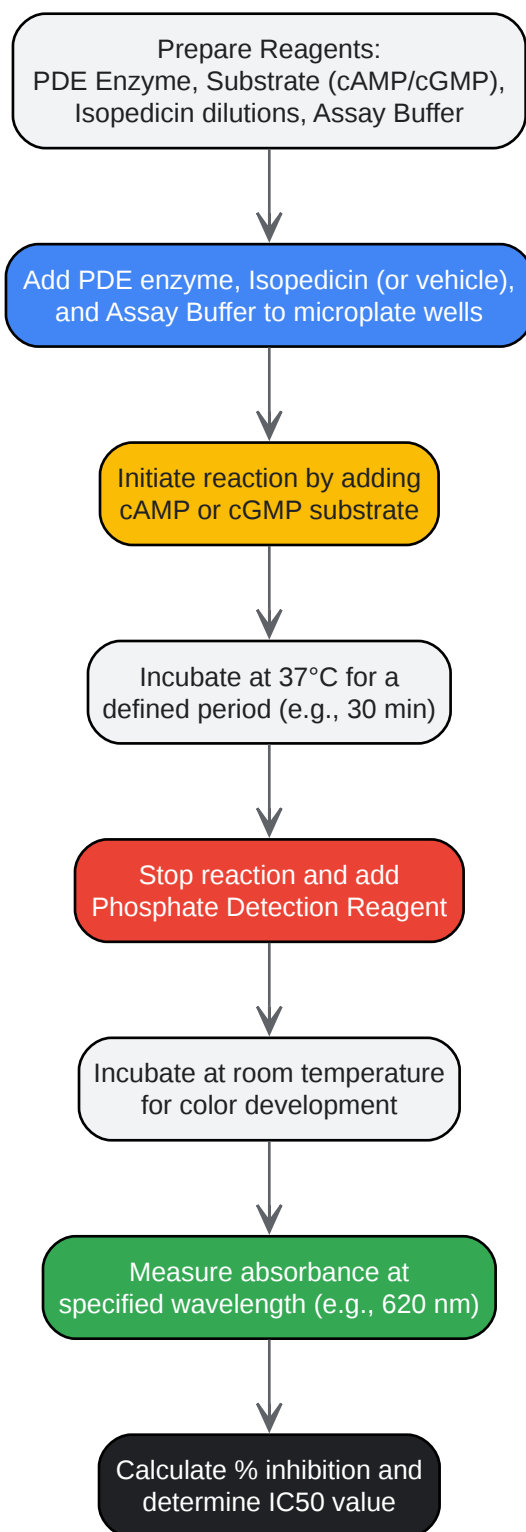 Prepare Reagents:
PDE Enzyme, Substrate (cAMP/cGMP),
Isopedicin dilutions, Assay Buffer
Add PDE enzyme, Isopedicin (or vehicle),
and Assay Buffer to microplate wells
Initiate reaction by adding
cAMP or cGMP substrate
Incubate at 37°C for a
defined period (e.g., 30 min)
Stop reaction and add
Phosphate Detection Reagent
Incubate at room temperature
for color development
Measure absorbance at
specified wavelength (e.g., 620 nm)
Calculate % inhibition and
determine IC50 value